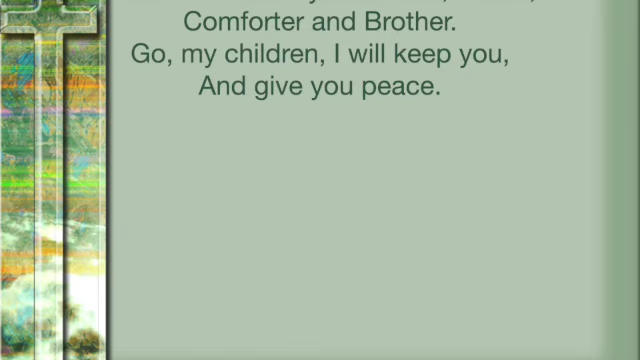 Comforter and Brother.
Go, my children, I will keep you,
And give you peace.